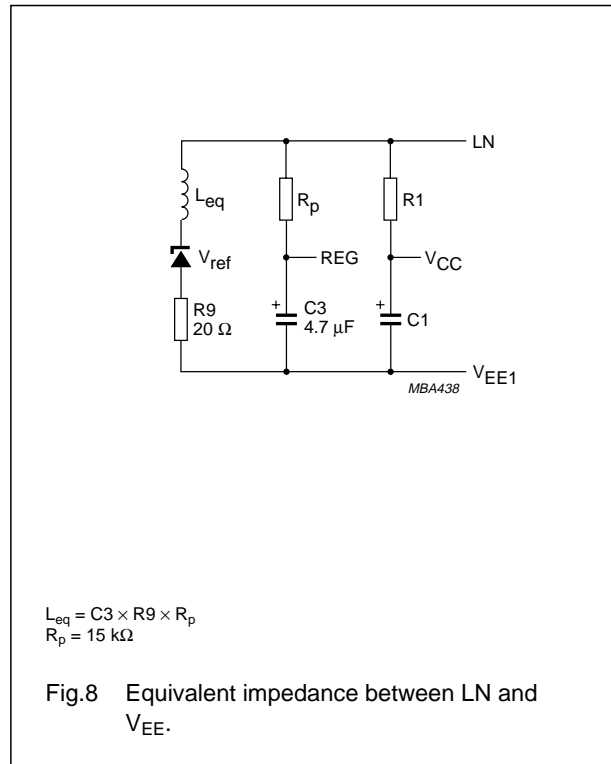 LN
L_eq
R_p
R1
V_ref
REG
V_CC
R9
20 Ω
+
C3
4.7 µF
+
C1
V_EE1
MBA438
L_eq = C3 × R9 × R_p
R_p = 15 kΩ
Fig.8 Equivalent impedance between LN and
V_EE.